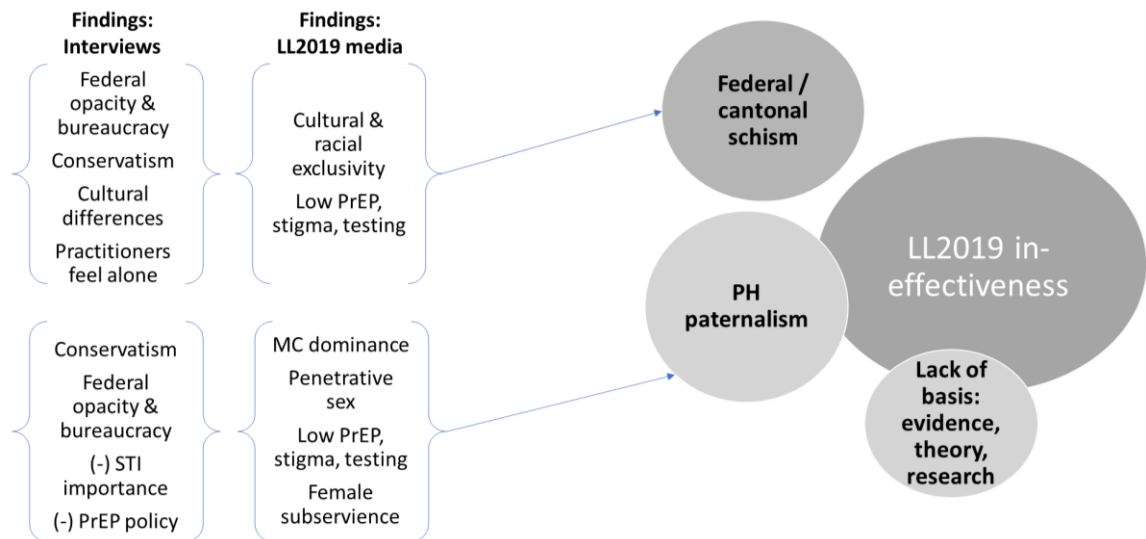 Findings:
Interviews
Federal
opacity &
bureaucracy
Conservatism
Cultural
differences
Practitioners
feel alone
Findings:
LL2019 media
Cultural &
racial
exclusivity
Low PrEP,
stigma, testing
Conservatism
Federal
opacity &
bureaucracy
(-) STI
importance
(-) PrEP policy
MC dominance
Penetrative
sex
Low PrEP,
stigma, testing
Female
subservience
Federal /
cantonal
schism
PH
paternalism
LL2019 in-
effectiveness
Lack of
basis:
evidence,
theory,
research